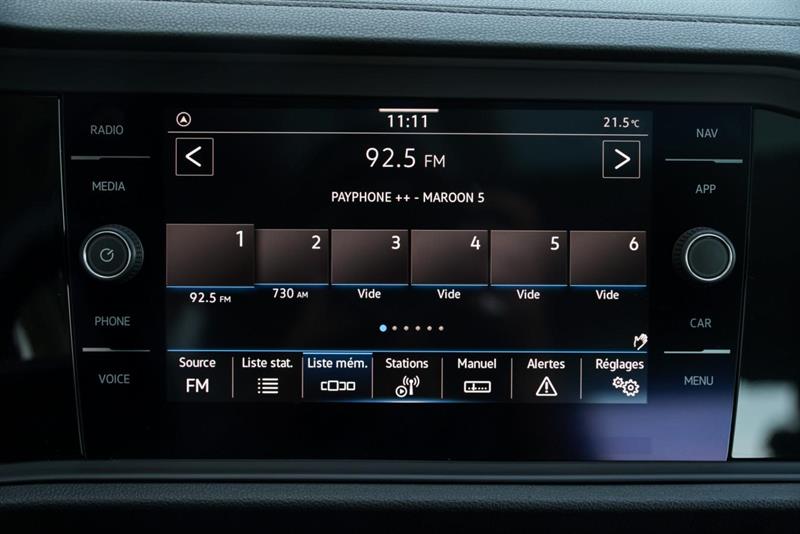 RADIO
MEDIA
PHONE
VOICE
11:11
21.5 °C
< 92.5 FM >
PAYPHONE ++ - MAROON 5
1 2 3 4 5 6
92.5 FM 730 AM Vide Vide Vide Vide
Source Liste stat. Liste mém. Stations Manuel Alertes Réglages
FM
NAV
APP
CAR
MENU